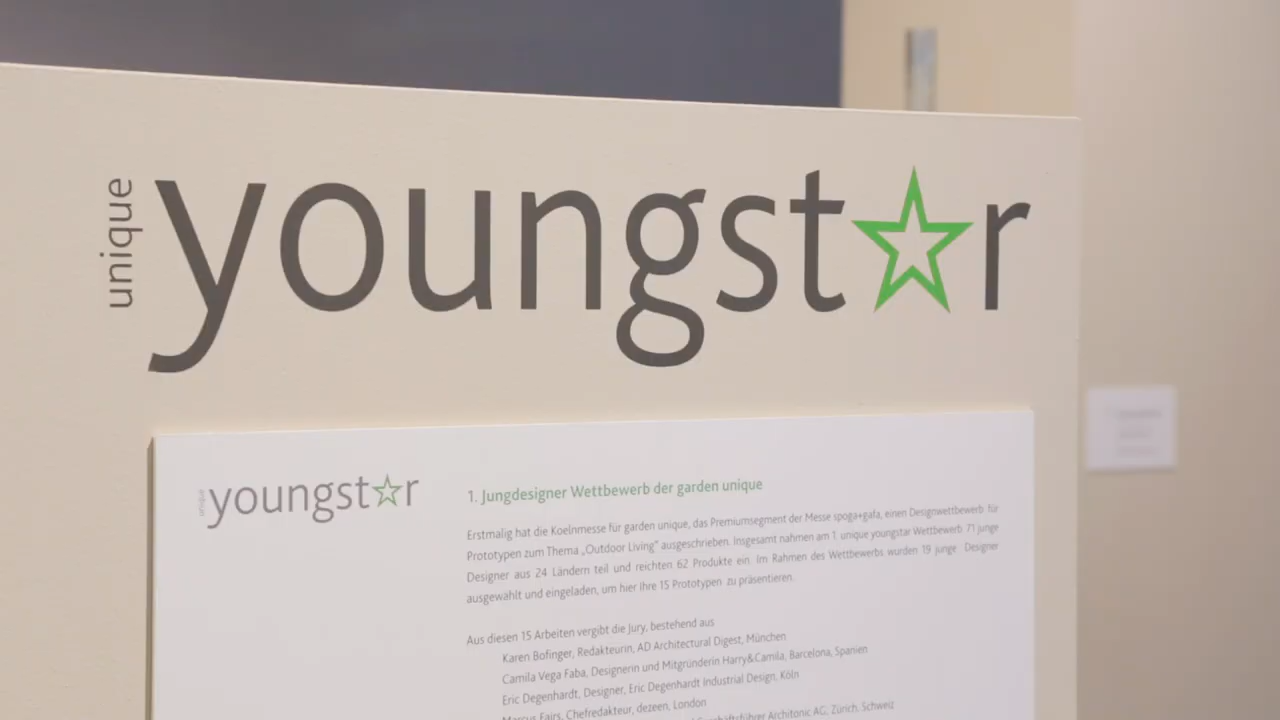 unique
youngst☆r
unique
youngst☆r
1. Jungdesigner Wettbewerb der garden unique
Erstmalig hat die Koelnmesse für garden unique, das Premiumsegment der Messe spoga+gafa, einen Designwettbewerb für
Prototypen zum Thema „Outdoor Living" ausgeschrieben. Insgesamt nahmen am 1. unique youngstar Wettbewerb 71 junge
Designer aus 24 Ländern teil und reichten 62 Produkte ein. Im Rahmen des Wettbewerbs wurden 19 junge Designer
ausgewählt und eingeladen, um hier Ihre 15 Prototypen zu präsentieren.
Aus diesen 15 Arbeiten vergibt die Jury, bestehend aus
Karen Bofinger, Redakteurin, AD Architectural Digest, München
Camila Vega Faba, Designerin und Mitgründerin Harry&Camila, Barcelona, Spanien
Eric Degenhardt, Designer, Eric Degenhardt Industrial Design, Köln
Marcus Fairs, Chefredakteur, dezeen, London
Geschäftsführer Architonic AG, Zürich, Schweiz